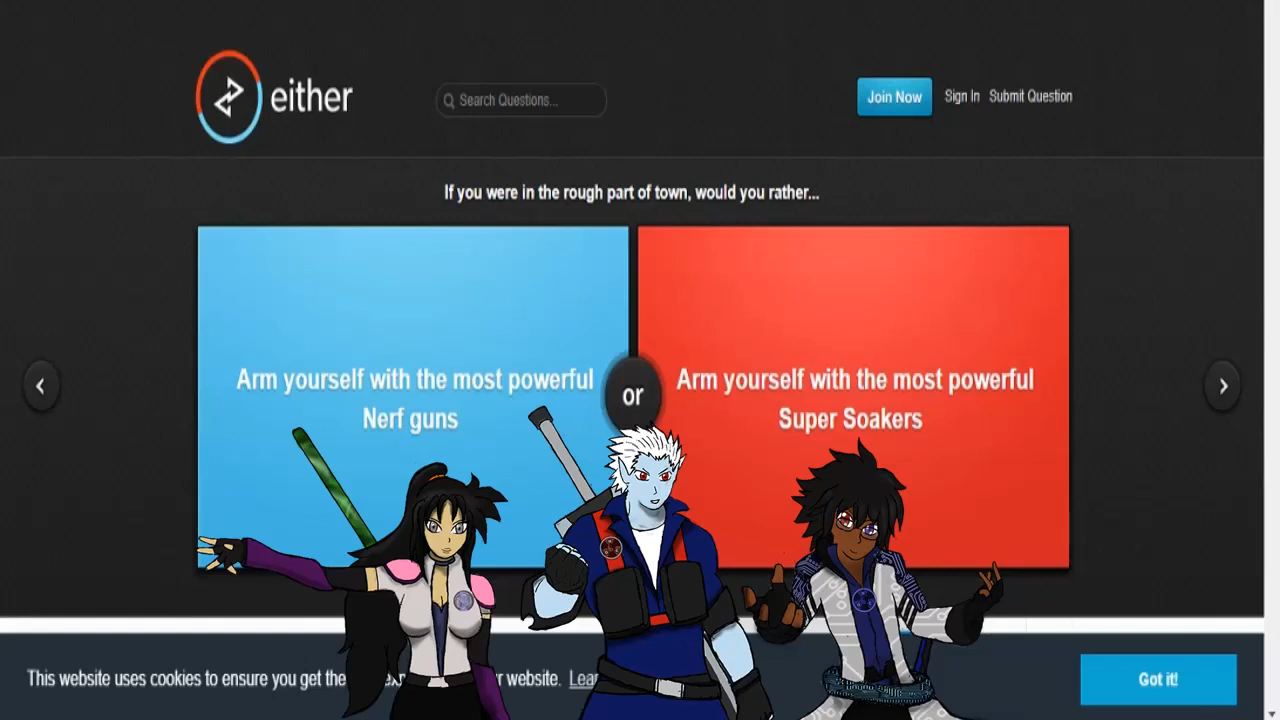 either
Search Questions...
Join Now
Sign In
Submit Question
If you were in the rough part of town, would you rather...
Arm yourself with the most powerful
Nerf guns
or
Arm yourself with the most powerful
Super Soakers
This website uses cookies to ensure you get the r website.
Got it!